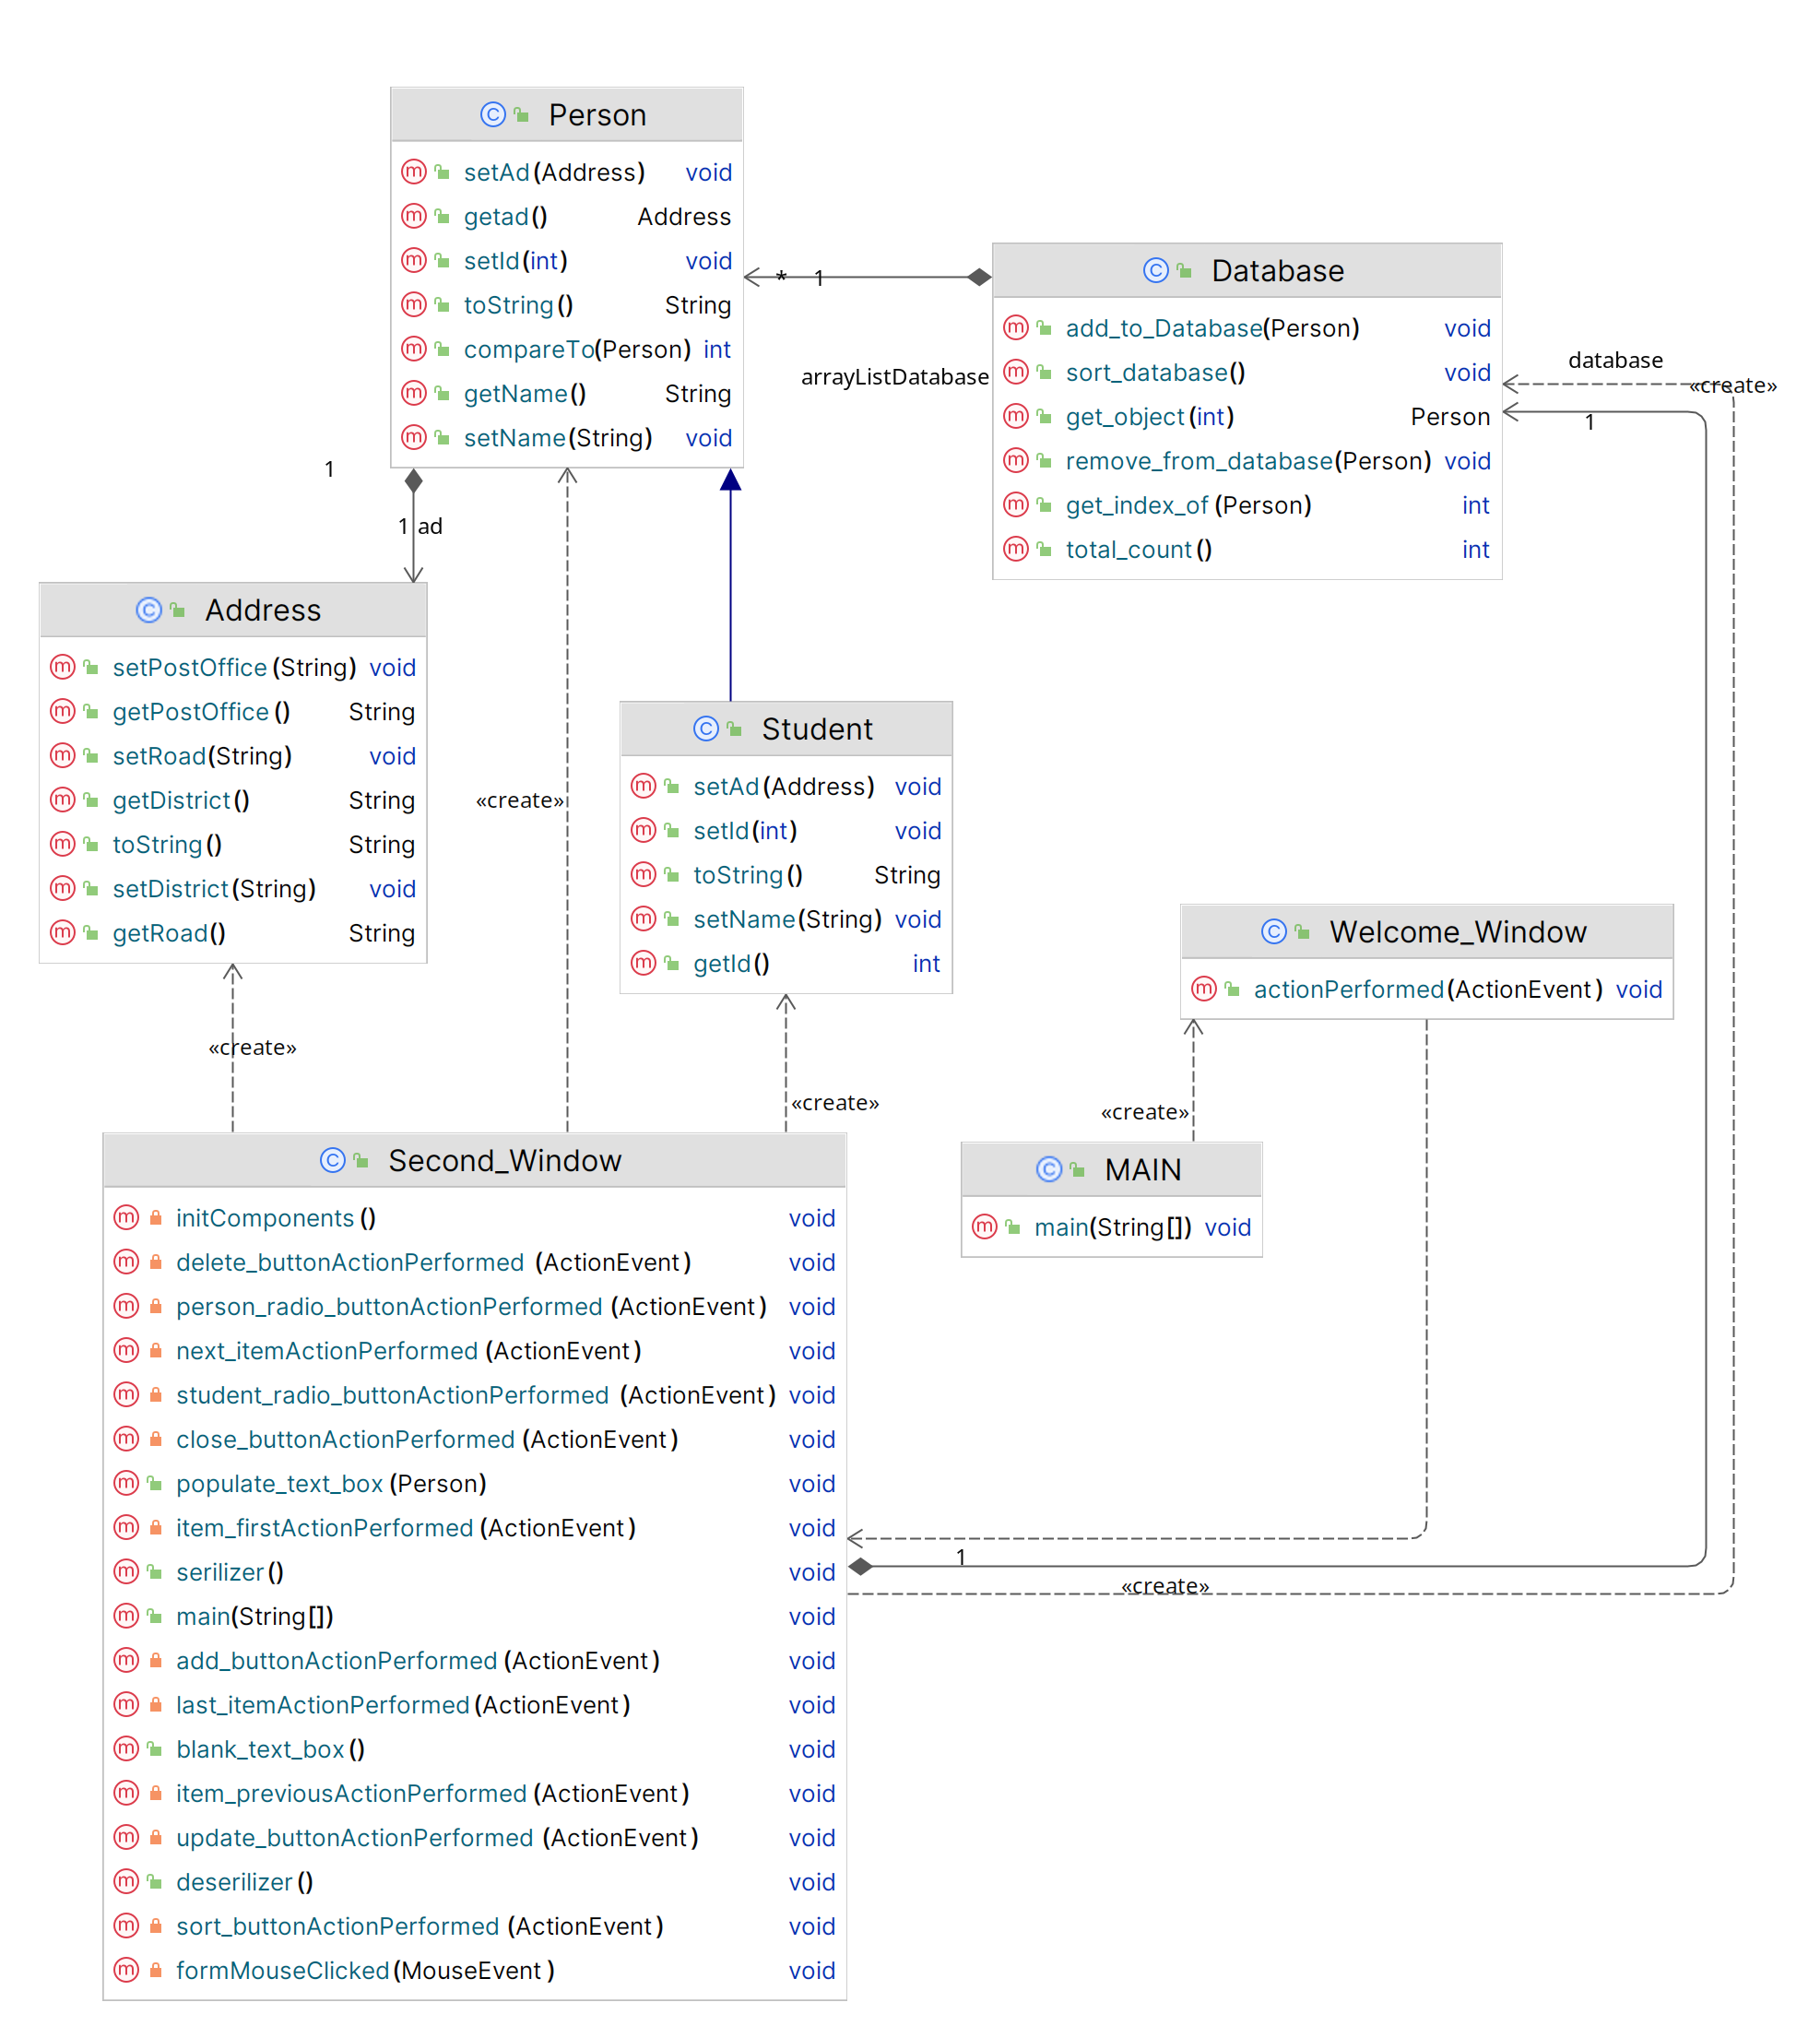 Person
setAd(Address) void
getad() Address
setId(int) void
toString() String
compareTo(Person) int
getName() String
setName(String) void
Database
add_to_Database(Person) void
sort_database() void
get_object(int) Person
remove_from_database(Person) void
get_index_of(Person) int
total_count() int
* 1
arrayListDatabase
database
«create»
1
1
1 ad
Address
setPostOffice(String) void
getPostOffice() String
setRoad(String) void
getDistrict() String
toString() String
setDistrict(String) void
getRoad() String
«create»
Student
setAd(Address) void
setId(int) void
toString() String
setName(String) void
getId() int
Welcome_Window
actionPerformed(ActionEvent) void
«create»
«create»
«create»
MAIN
main(String[]) void
Second_Window
initComponents() void
delete_buttonActionPerformed(ActionEvent) void
person_radio_buttonActionPerformed(ActionEvent) void
next_itemActionPerformed(ActionEvent) void
student_radio_buttonActionPerformed(ActionEvent) void
close_buttonActionPerformed(ActionEvent) void
populate_text_box(Person) void
item_firstActionPerformed(ActionEvent) void
serilizer() void
main(String[]) void
add_buttonActionPerformed(ActionEvent) void
last_itemActionPerformed(ActionEvent) void
blank_text_box() void
item_previousActionPerformed(ActionEvent) void
update_buttonActionPerformed(ActionEvent) void
deserilizer() void
sort_buttonActionPerformed(ActionEvent) void
formMouseClicked(MouseEvent) void
1
«create»